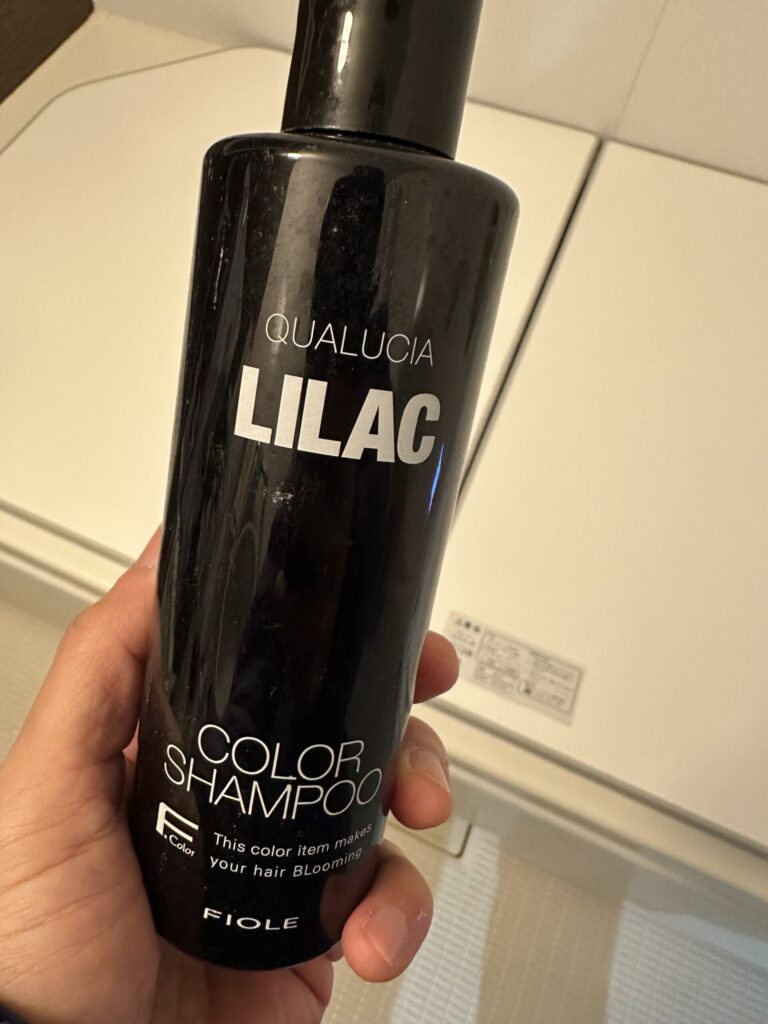 QUALUCIA
LILAC
COLOR
SHAMPOO
F.Color
This color item makes
your hair BLooming.
FIOLE